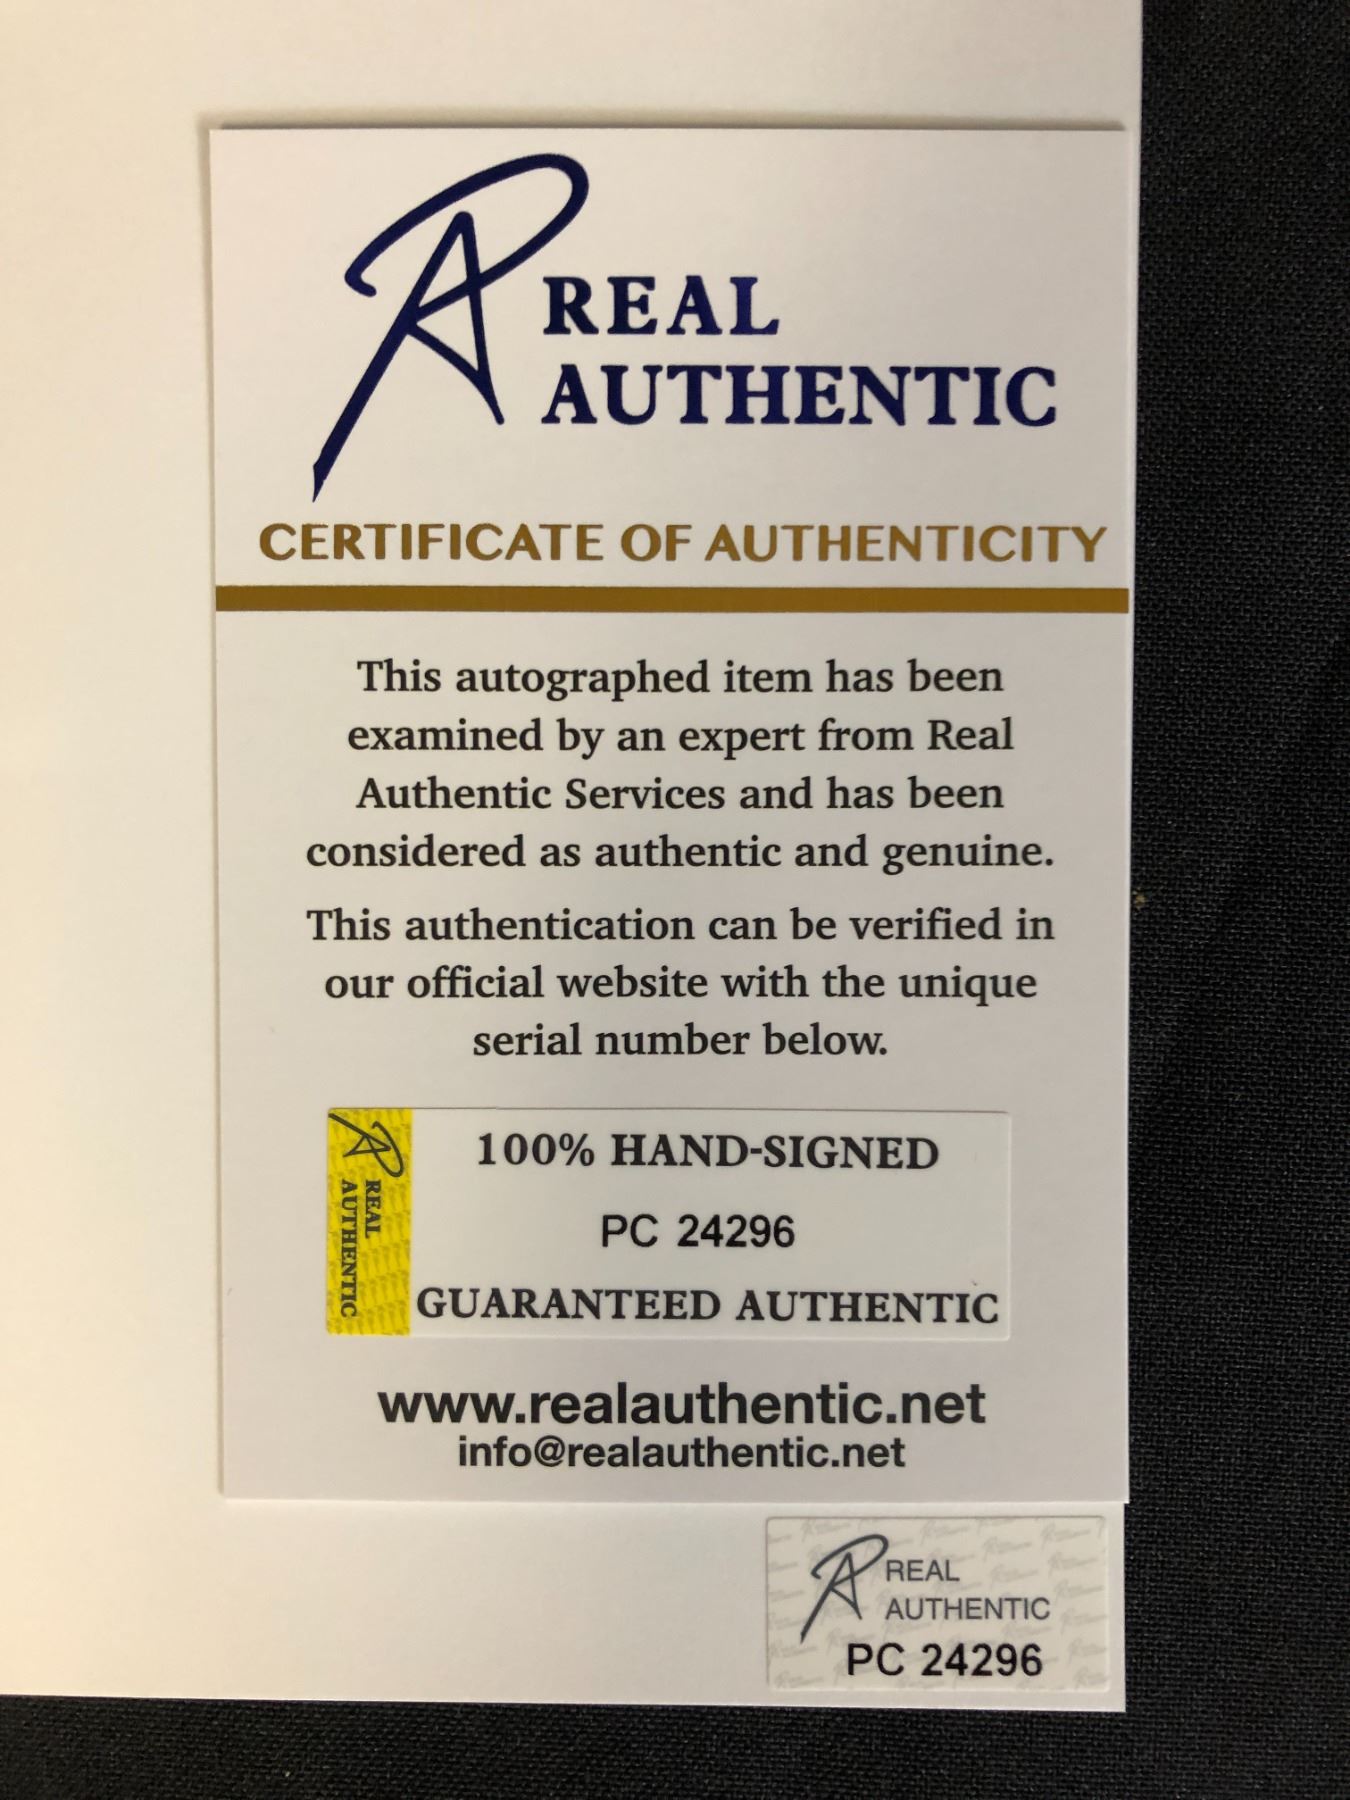 REAL
AUTHENTIC
CERTIFICATE OF AUTHENTICITY
This autographed item has been
examined by an expert from Real
Authentic Services and has been
considered as authentic and genuine.
This authentication can be verified in
our official website with the unique
serial number below.
REAL
AUTHENTIC
100% HAND-SIGNED
PC 24296
GUARANTEED AUTHENTIC
www.realauthentic.net
info@realauthentic.net
REAL
AUTHENTIC
PC 24296